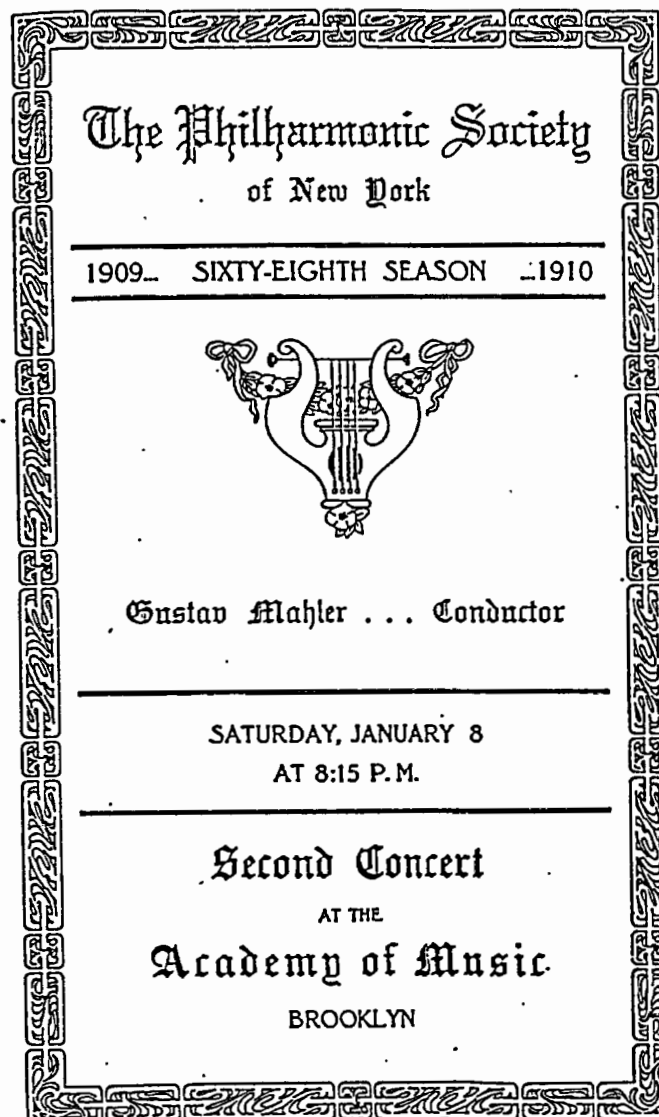 The Philharmonic Society
of New York
1909... SIXTY-EIGHTH SEASON ...1910
Gustav Mahler ... Conductor
SATURDAY, JANUARY 8
AT 8:15 P.M.
Second Concert
AT THE
Academy of Music
BROOKLYN